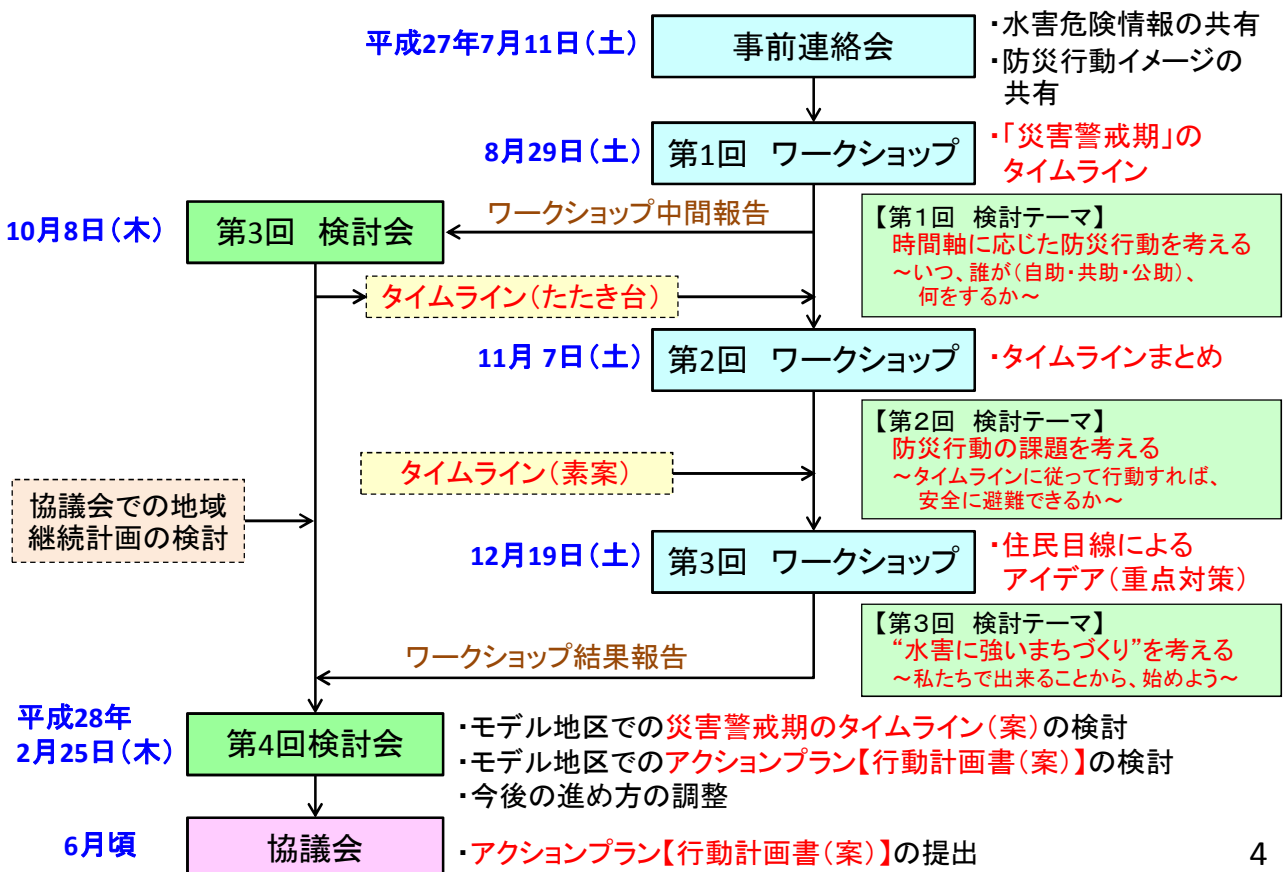 平成27年7月11日(土)
事前連絡会
・水害危険情報の共有
・防災行動イメージの
共有
8月29日(土)
第1回 ワークショップ
・「災害警戒期」の
タイムライン
ワークショップ中間報告
10月8日(木)
第3回 検討会
【第1回 検討テーマ】
時間軸に応じた防災行動を考える
～いつ、誰が(自助・共助・公助)、
何をするか～
タイムライン(たたき台)
11月 7日(土)
第2回 ワークショップ
・タイムラインまとめ
【第2回 検討テーマ】
防災行動の課題を考える
～タイムラインに従って行動すれば、
安全に避難できるか～
タイムライン(素案)
協議会での地域
継続計画の検討
12月19日(土)
第3回 ワークショップ
・住民目線による
アイデア(重点対策)
【第3回 検討テーマ】
“水害に強いまちづくり”を考える
～私たちで出来ることから、始めよう～
ワークショップ結果報告
平成28年
2月25日(木)
第4回検討会
・モデル地区での災害警戒期のタイムライン(案)の検討
・モデル地区でのアクションプラン【行動計画書(案)】の検討
・今後の進め方の調整
6月頃
協議会
・アクションプラン【行動計画書(案)】の提出
4